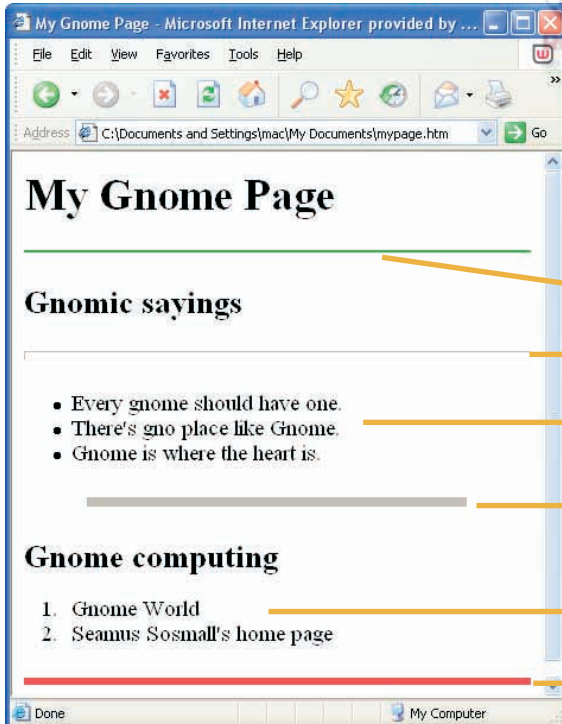 My Gnome Page - Microsoft Internet Explorer provided by ...
File Edit View Favorites Tools Help
Address C:\Documents and Settings\mac\My Documents\mypage.htm Go
My Gnome Page
Gnomic sayings
• Every gnome should have one.
• There's gno place like Gnome.
• Gnome is where the heart is.
Gnome computing
1. Gnome World
2. Seamus Sosmall's home page
Done My Computer